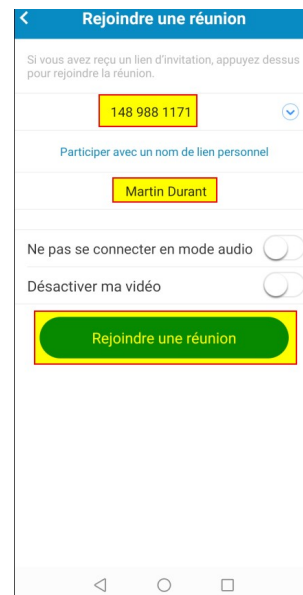 Rejoindre une réunion
Si vous avez reçu un lien d'invitation, appuyez dessus
pour rejoindre la réunion.
148 988 1171
Participer avec un nom de lien personnel
Martin Durant
Ne pas se connecter en mode audio
Désactiver ma vidéo
Rejoindre une réunion